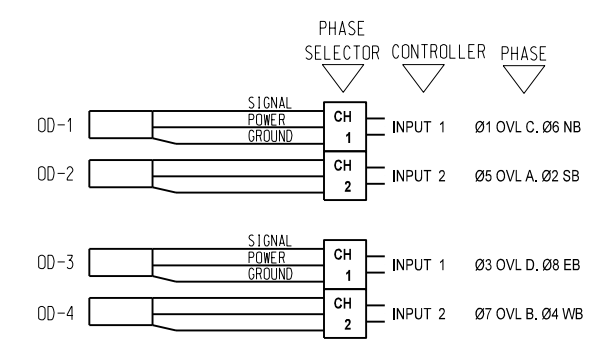 PHASE
SELECTOR CONTROLLER PHASE
SIGNAL
OD-1 POWER CH 1 INPUT 1 Ø1 OVL C. Ø6 NB
GROUND
OD-2 CH 2 INPUT 2 Ø5 OVL A. Ø2 SB
SIGNAL
OD-3 POWER CH 1 INPUT 1 Ø3 OVL D. Ø8 EB
GROUND
OD-4 CH 2 INPUT 2 Ø7 OVL B. Ø4 WB